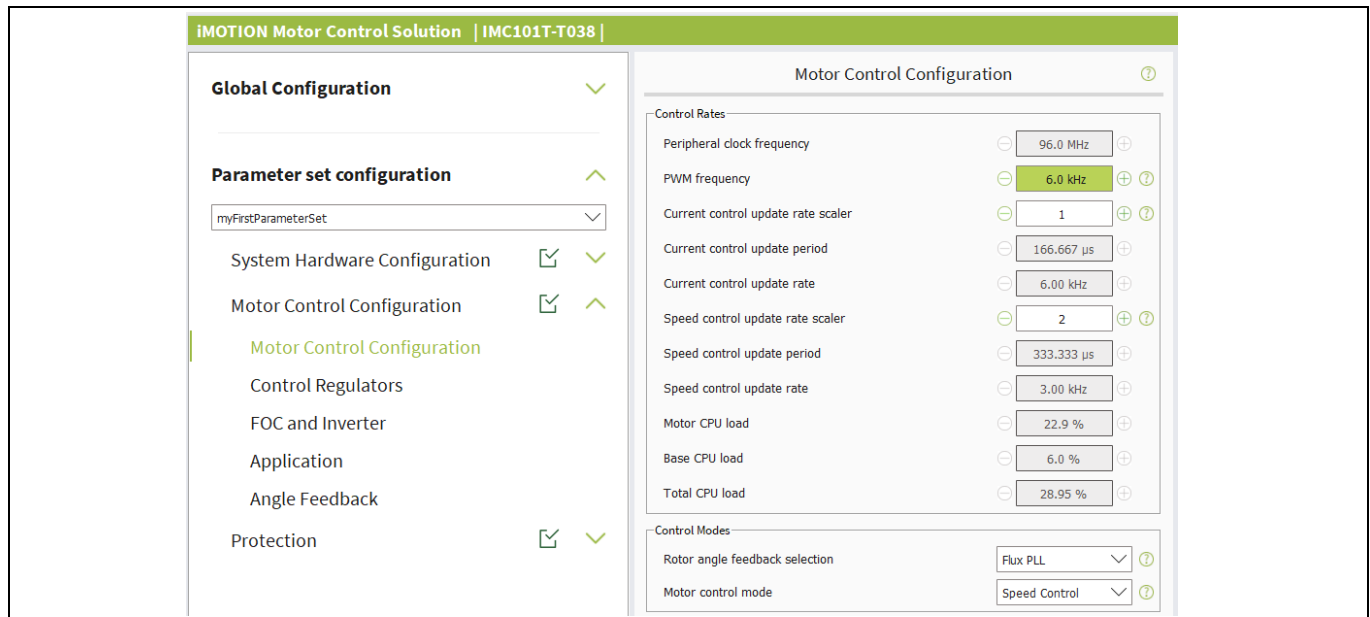 iMOTION Motor Control Solution | IMC101T-T038 |
Global Configuration
Parameter set configuration
myFirstParameterSet
System Hardware Configuration
Motor Control Configuration
Motor Control Configuration
Control Regulators
FOC and Inverter
Application
Angle Feedback
Protection
Motor Control Configuration ?
Control Rates
Peripheral clock frequency 96.0 MHz
PWM frequency 6.0 kHz ?
Current control update rate scaler 1 ?
Current control update period 166.667 µs
Current control update rate 6.00 kHz
Speed control update rate scaler 2 ?
Speed control update period 333.333 µs
Speed control update rate 3.00 kHz
Motor CPU load 22.9 %
Base CPU load 6.0 %
Total CPU load 28.95 %
Control Modes
Rotor angle feedback selection Flux PLL ?
Motor control mode Speed Control ?